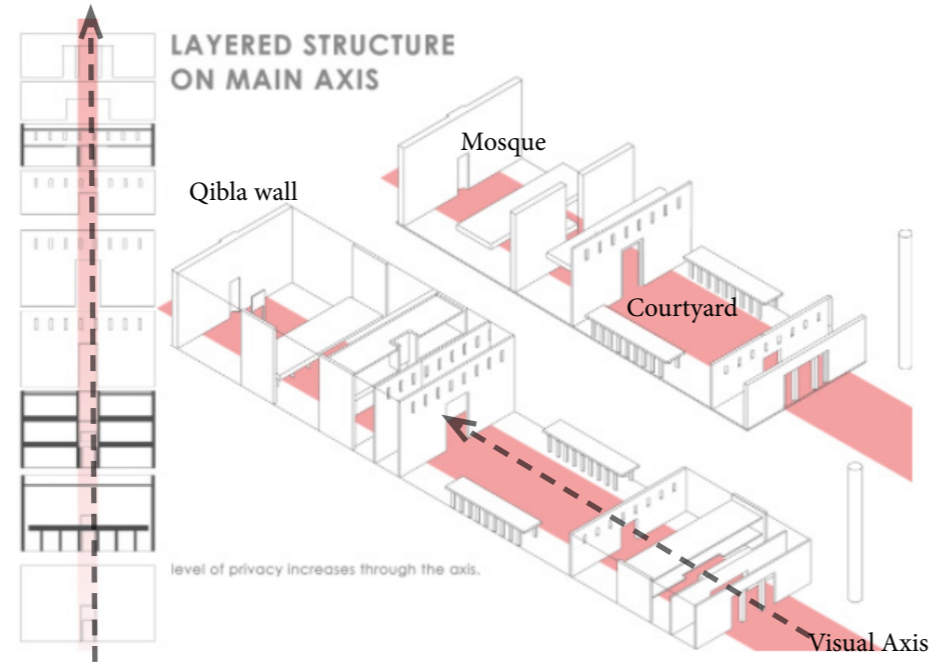 LAYERED STRUCTURE
ON MAIN AXIS
Mosque
Qibla wall
Courtyard
level of privacy increases through the axis.
Visual Axis